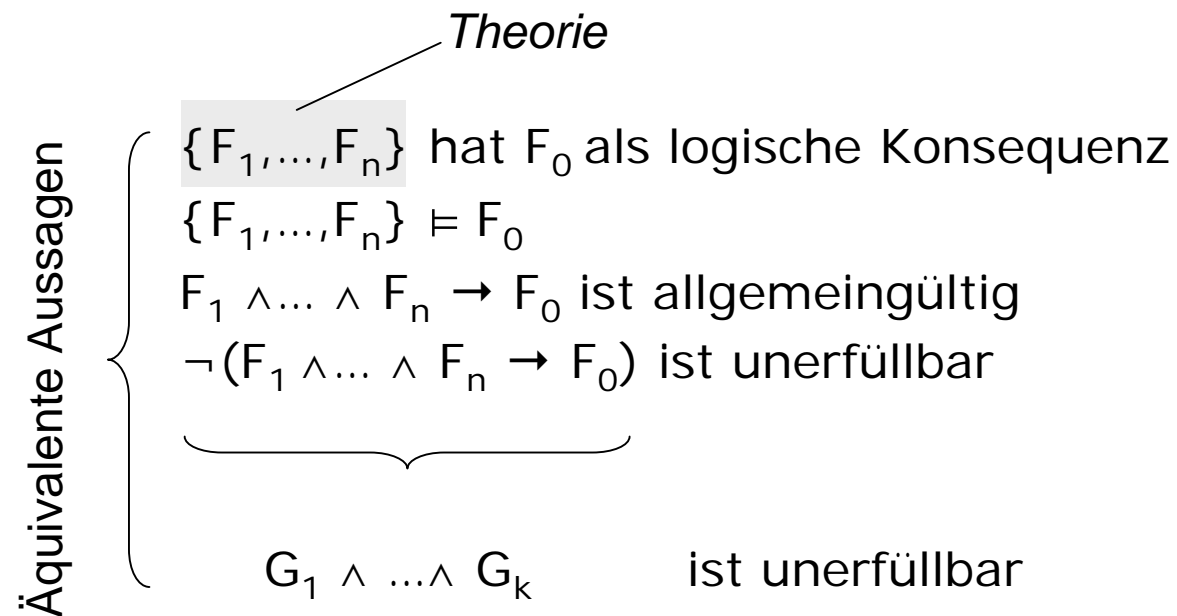 Theorie
Äquivalente Aussagen
{F₁,...,Fₙ} hat F₀ als logische Konsequenz
{F₁,...,Fₙ} ⊨ F₀
F₁ ∧... ∧ Fₙ → F₀ ist allgemeingültig
¬(F₁ ∧... ∧ Fₙ → F₀) ist unerfüllbar
G₁ ∧ ...∧ Gₖ ist unerfüllbar